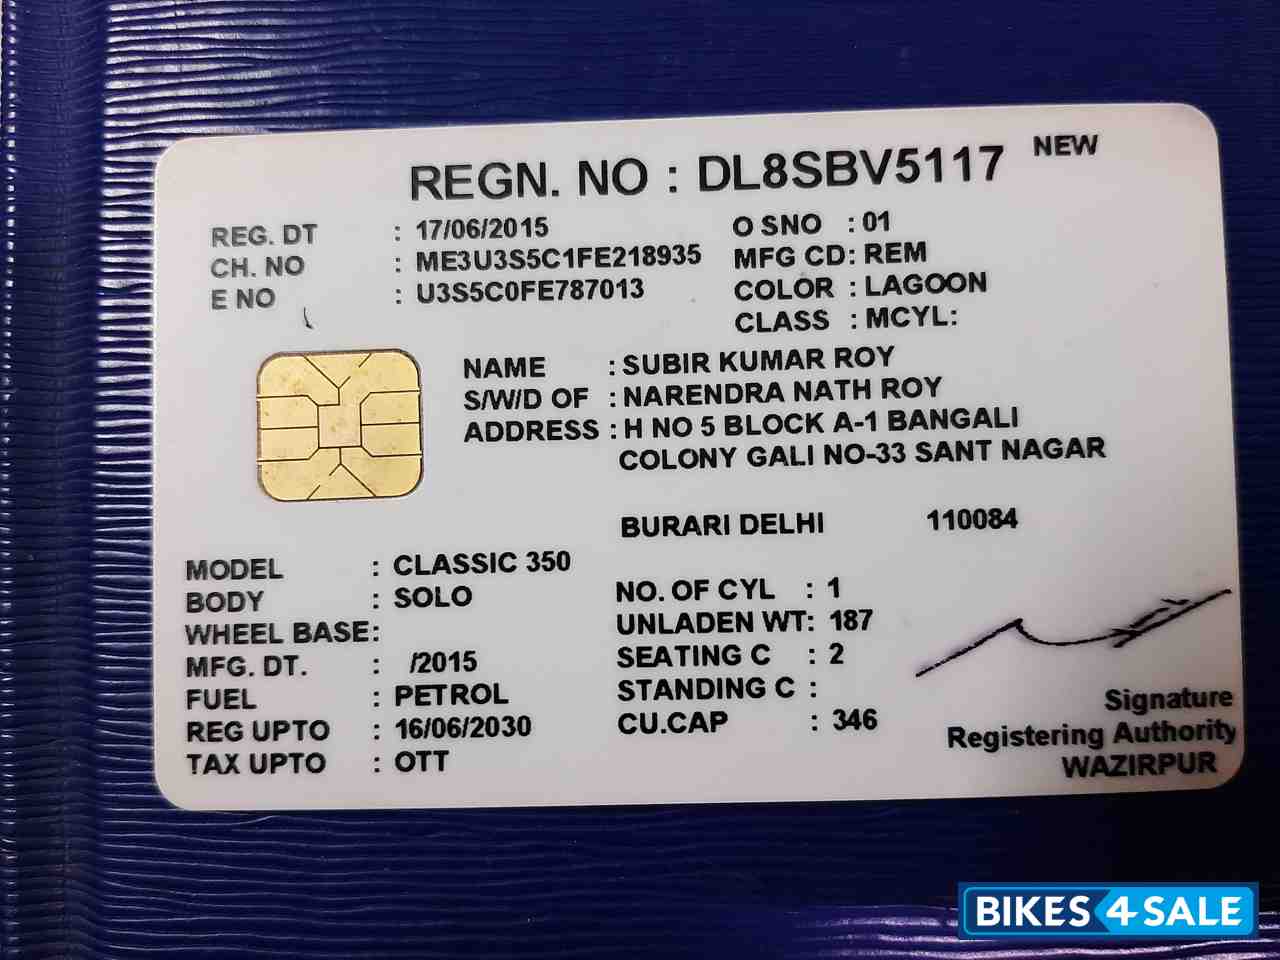 REGN. NO : DL8SBV5117 NEW
REG. DT : 17/06/2015 O SNO : 01
CH. NO : ME3U3S5C1FE218935 MFG CD: REM
E NO : U3S5C0FE787013 COLOR : LAGOON
CLASS : MCYL:
NAME : SUBIR KUMAR ROY
S/W/D OF : NARENDRA NATH ROY
ADDRESS : H NO 5 BLOCK A-1 BANGALI
COLONY GALI NO-33 SANT NAGAR
BURARI DELHI 110084
MODEL : CLASSIC 350
BODY : SOLO NO. OF CYL : 1
WHEEL BASE: UNLADEN WT: 187
MFG. DT. : /2015 SEATING C : 2
FUEL : PETROL STANDING C :
REG UPTO : 16/06/2030 CU.CAP : 346
TAX UPTO : OTT
Signature
Registering Authority
WAZIRPUR
BIKES4SALE